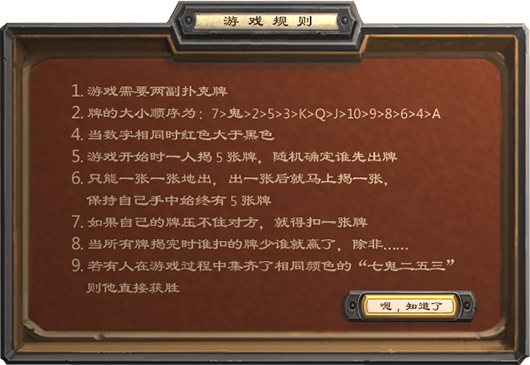 游戏规则
1. 游戏需要两副扑克牌
2. 牌的大小顺序为：7>鬼>2>5>3>K>Q>J>10>9>8>6>4>A
4. 当数字相同时红色大于黑色
5. 游戏开始时一人揭5张牌，随机确定谁先出牌
6. 只能一张一张地出，出一张后就马上揭一张，
保持自己手中始终有5张牌
7. 如果自己的牌压不住对方，就得扣一张牌
8. 当所有牌揭完时谁扣的牌少谁就赢了，除非……
9. 若有人在游戏过程中集齐了相同颜色的“七鬼二五三”
则他直接获胜
嗯，知道了